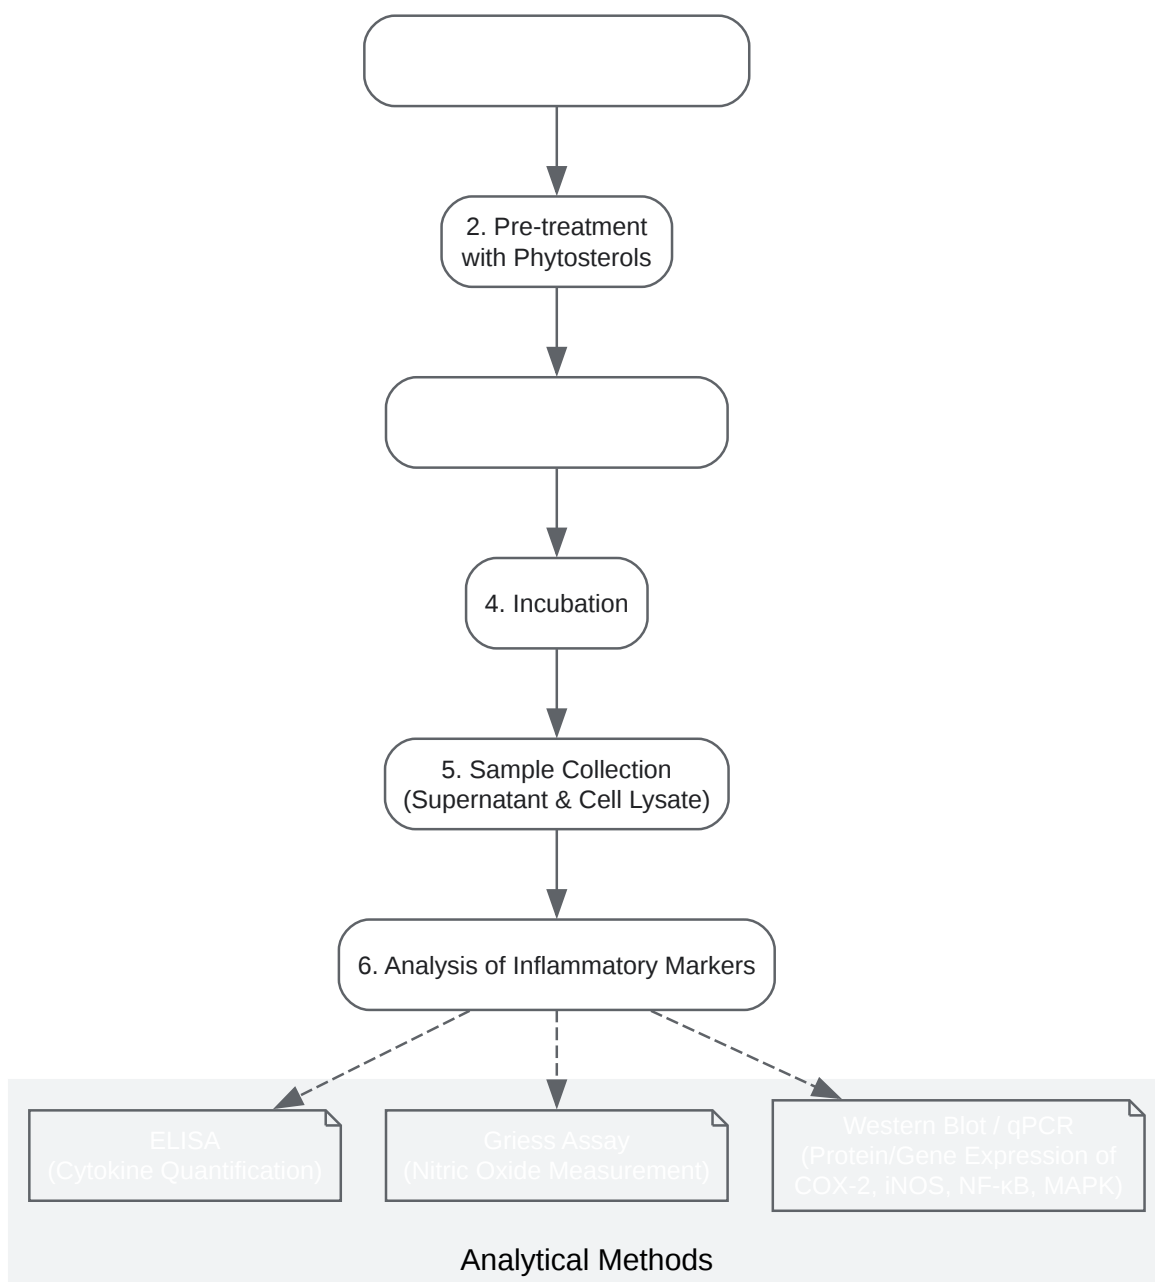 2. Pre-treatment
with Phytosterols
4. Incubation
5. Sample Collection
(Supernatant & Cell Lysate)
6. Analysis of Inflammatory Markers
ELISA
(Cytokine Quantification)
Griess Assay
(Nitric Oxide Measurement)
Western Blot / qPCR
(Protein/Gene Expression of
COX-2, iNOS, NF-κB, MAPK)
Analytical Methods